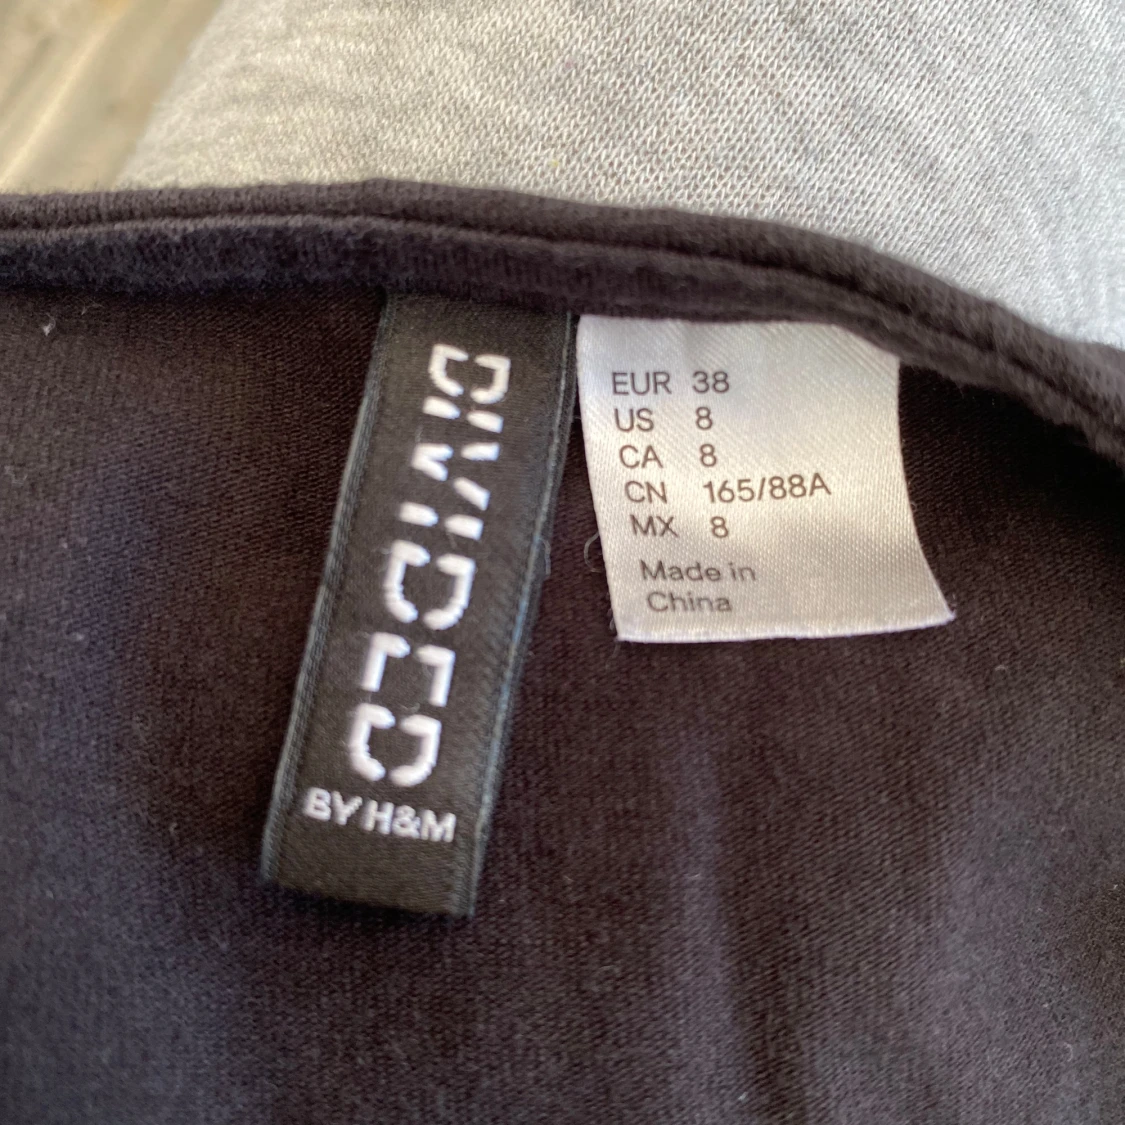 DIVIDED
BY H&M
EUR 38
US 8
CA 8
CN 165/88A
MX 8
Made in
China